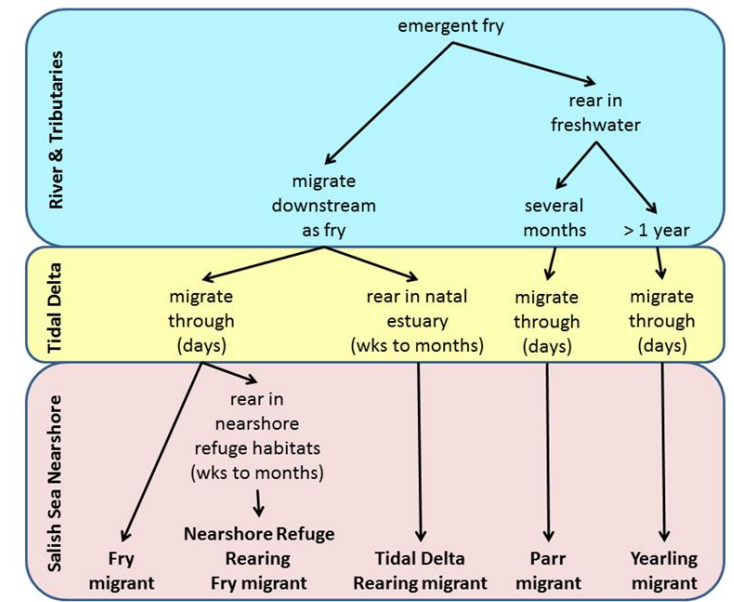 River & Tributaries
emergent fry
rear in
freshwater
migrate
downstream
as fry
several
months
> 1 year
Tidal Delta
migrate
through
(days)
rear in natal
estuary
(wks to months)
migrate
through
(days)
migrate
through
(days)
Salish Sea Nearshore
rear in
nearshore
refuge habitats
(wks to months)
Fry
migrant
Nearshore Refuge
Rearing
Fry migrant
Tidal Delta
Rearing migrant
Parr
migrant
Yearling
migrant